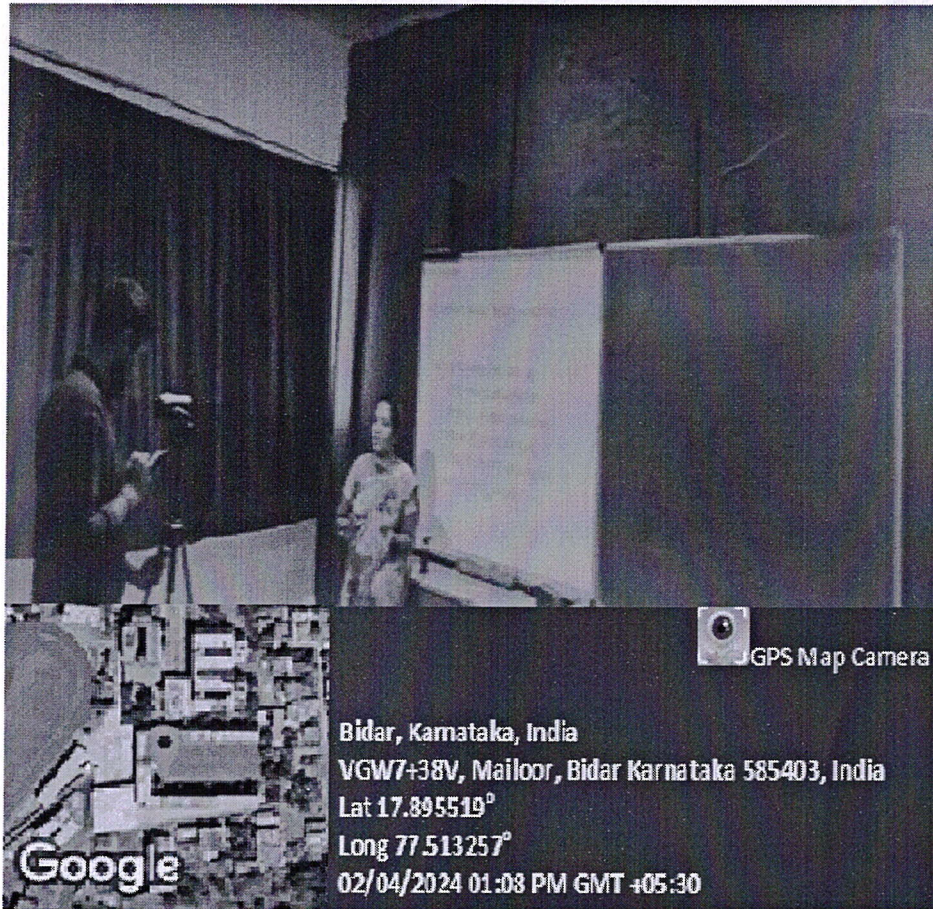 GPS Map Camera
Bidar, Karnataka, India
VGW7+38V, Mailoor, Bidar Karnataka 585403, India
Lat 17.895519°
Long 77.513257°
02/04/2024 01:08 PM GMT +05:30
Google